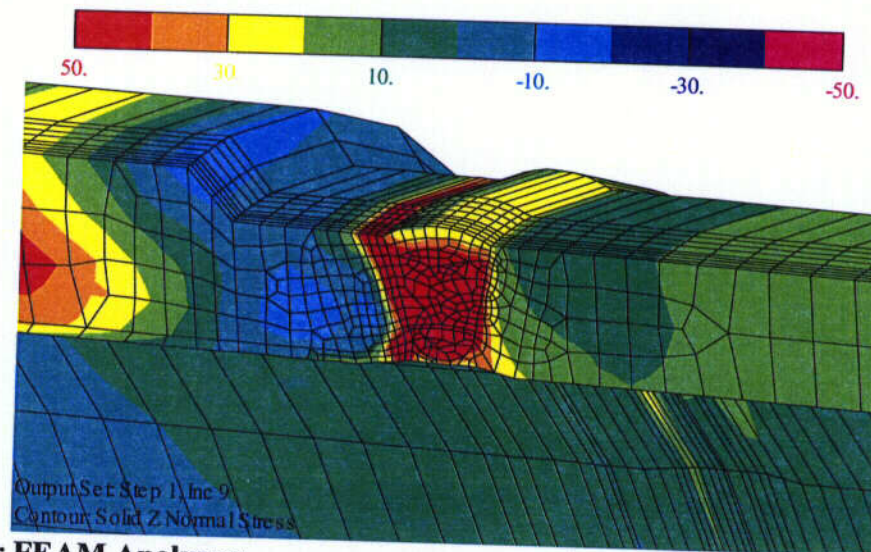 50. 30. 10. -10. -30. -50.
Output Set: Step 1, Inc 9
Contour: Solid Z Normal Stress
: FEAM Analyses